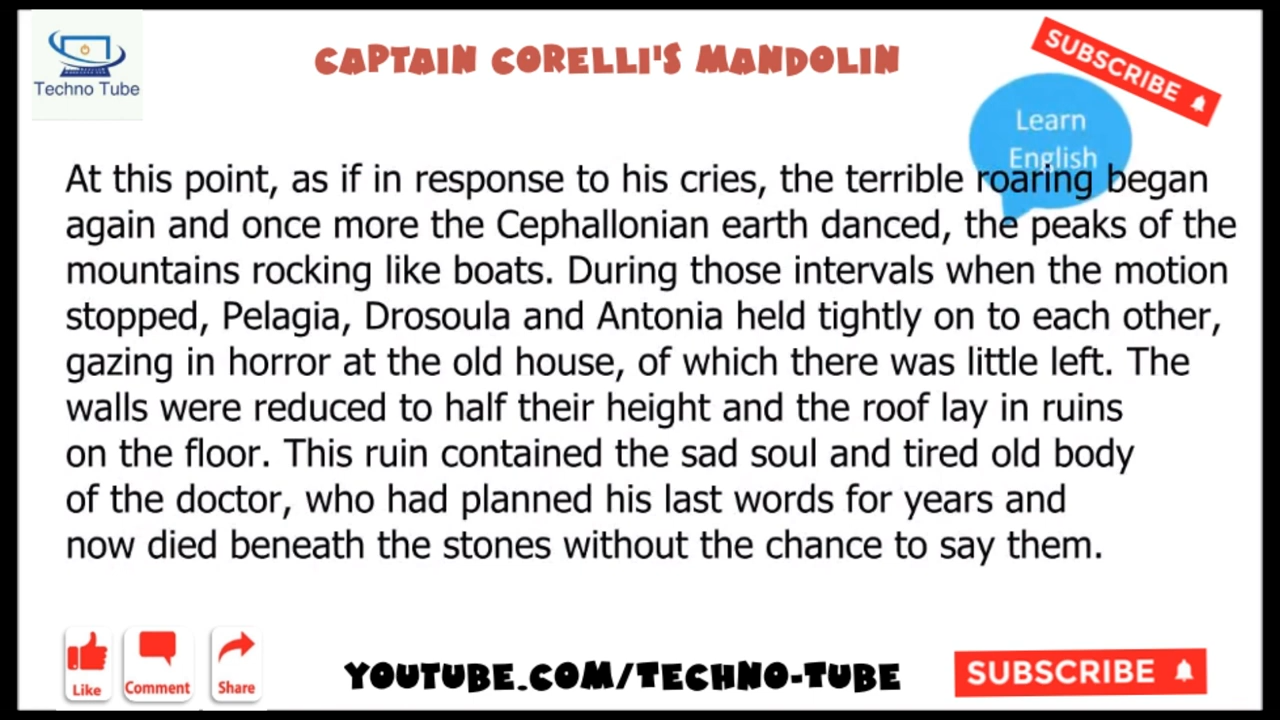 Techno Tube
CAPTAIN CORELLI'S MANDOLIN
SUBSCRIBE
Learn
English
At this point, as if in response to his cries, the terrible roaring began
again and once more the Cephallonian earth danced, the peaks of the
mountains rocking like boats. During those intervals when the motion
stopped, Pelagia, Drosoula and Antonia held tightly on to each other,
gazing in horror at the old house, of which there was little left. The
walls were reduced to half their height and the roof lay in ruins
on the floor. This ruin contained the sad soul and tired old body
of the doctor, who had planned his last words for years and
now died beneath the stones without the chance to say them.
Like
Comment
Share
YOUTUBE.COM/TECHNO-TUBE
SUBSCRIBE